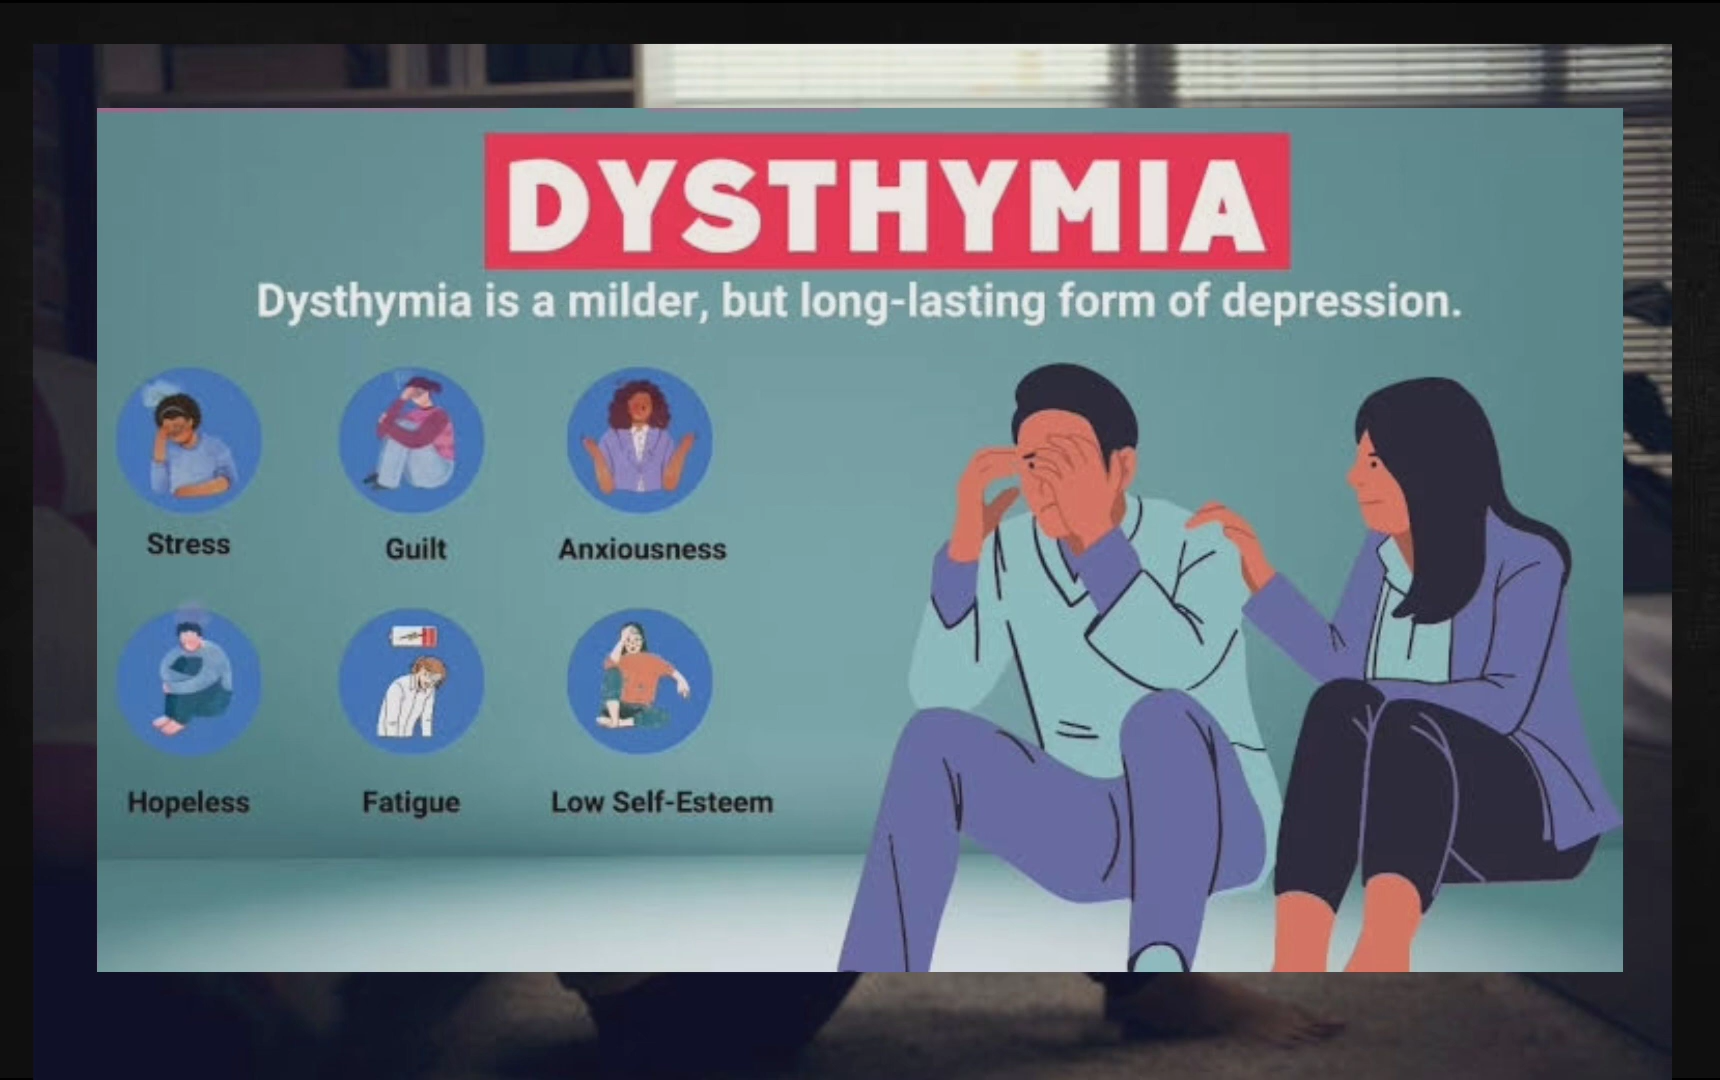 DYSTHYMIA
Dysthymia is a milder, but long-lasting form of depression.
Stress
Guilt
Anxiousness
Hopeless
Fatigue
Low Self-Esteem